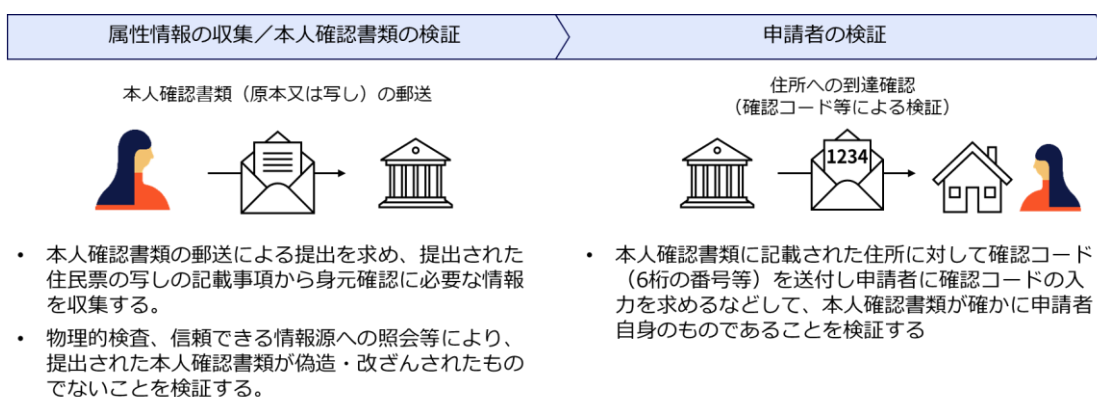 属性情報の収集／本人確認書類の検証
申請者の検証
本人確認書類（原本又は写し）の郵送
住所への到達確認
（確認コード等による検証）
1234
• 本人確認書類の郵送による提出を求め、提出された
住民票の写しの記載事項から身元確認に必要な情報
を収集する。
• 物理的検査、信頼できる情報源への照会等により、
提出された本人確認書類が偽造・改ざんされたもの
でないことを検証する。
• 本人確認書類に記載された住所に対して確認コード
（6桁の番号等）を送付し申請者に確認コードの入
力を求めるなどして、本人確認書類が確かに申請者
自身のものであることを検証する